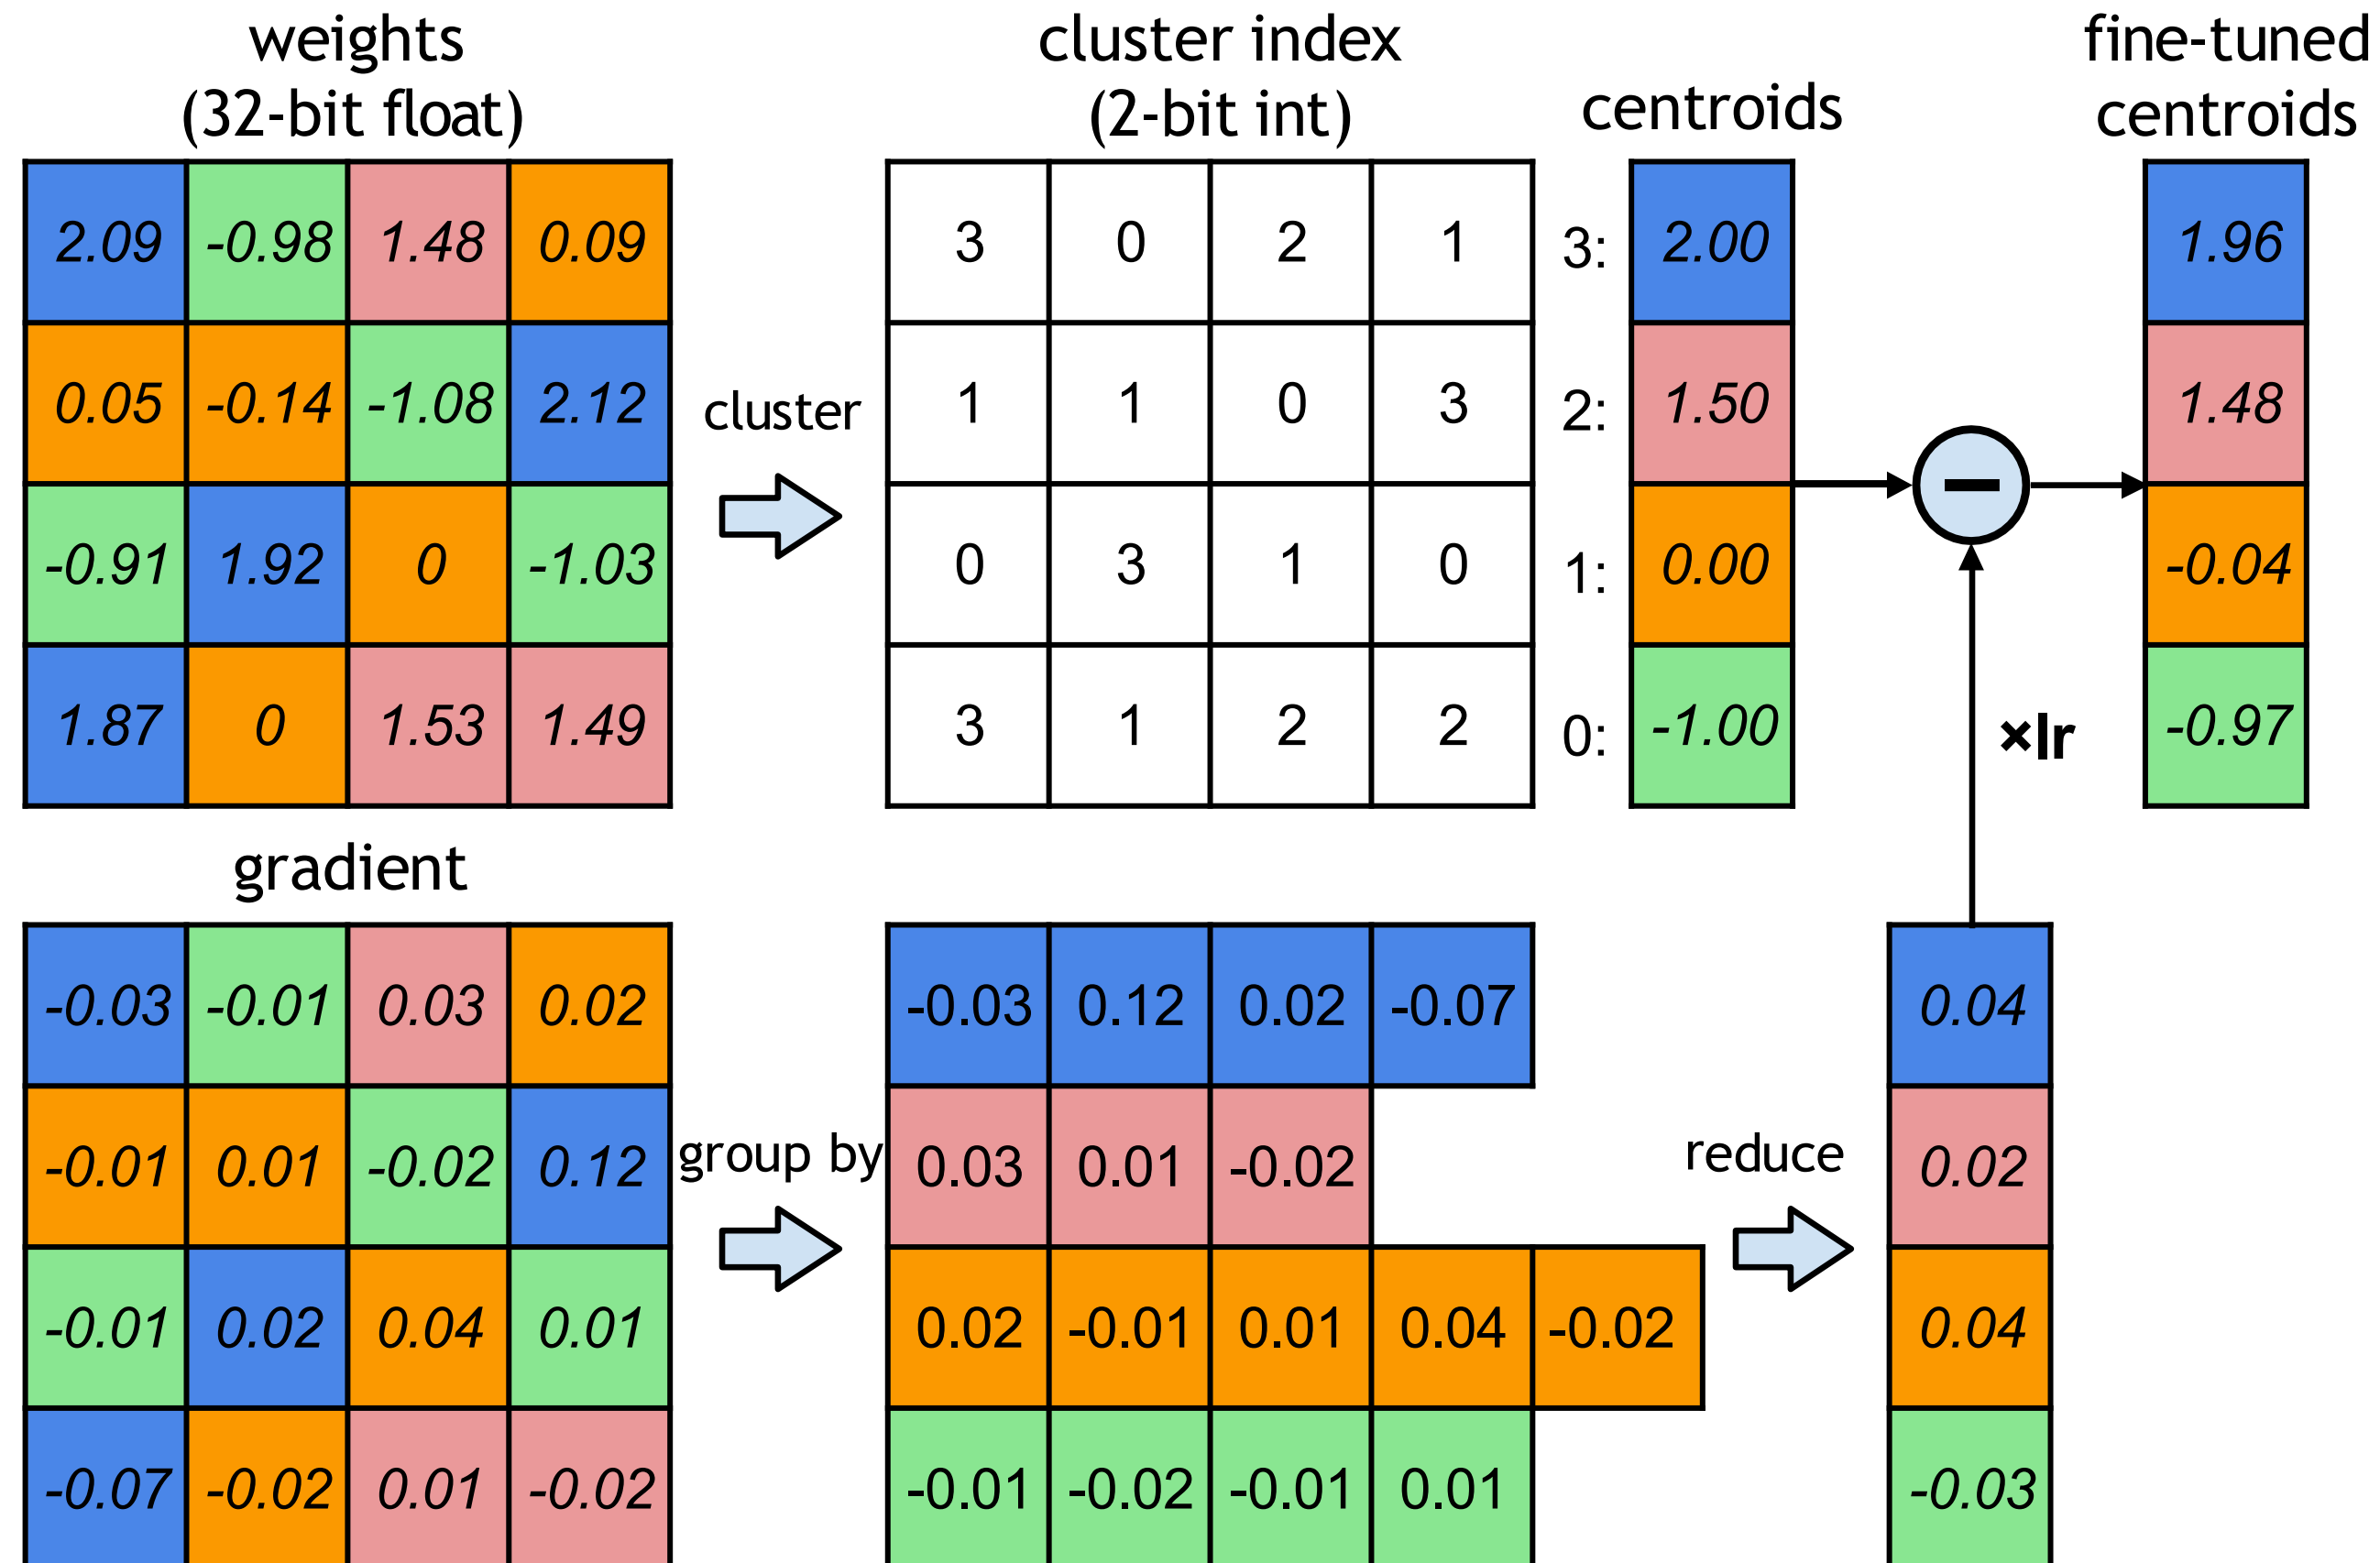 weights
(32-bit float)
cluster index
(2-bit int)
centroids
fine-tuned
centroids
2.09 -0.98 1.48 0.09
0.05 -0.14 -1.08 2.12
-0.91 1.92 0 -1.03
1.87 0 1.53 1.49
cluster
3 0 2 1
1 1 0 3
0 3 1 0
3 1 2 2
3: 2.00
2: 1.50
1: 0.00
0: -1.00
×lr
1.96
1.48
-0.04
-0.97
gradient
-0.03 -0.01 0.03 0.02
-0.01 0.01 -0.02 0.12
-0.01 0.02 0.04 0.01
-0.07 -0.02 0.01 -0.02
group by
-0.03 0.12 0.02 -0.07
0.03 0.01 -0.02
0.02 -0.01 0.01 0.04 -0.02
-0.01 -0.02 -0.01 0.01
reduce
0.04
0.02
0.04
-0.03